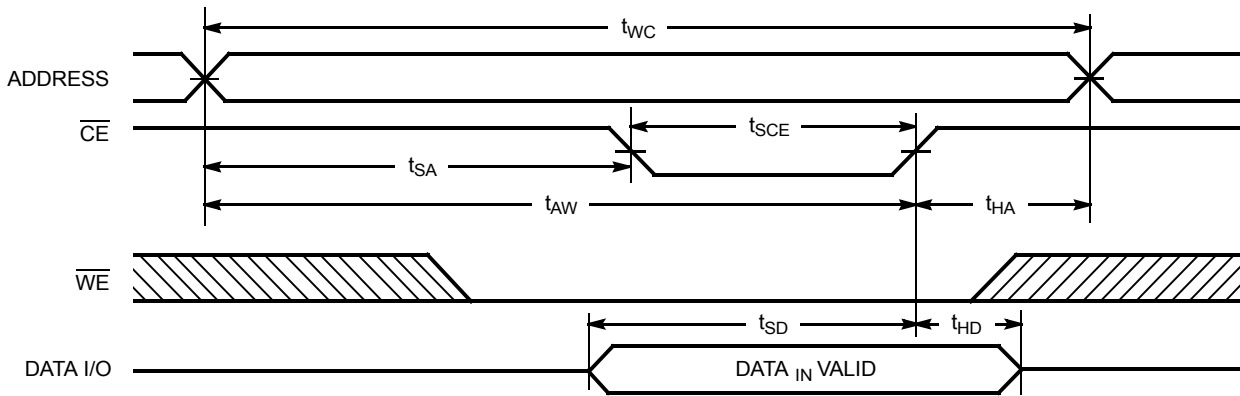 tWC
ADDRESS
CE
tSCE
tSA
tAW
tHA
WE
tSD
tHD
DATA I/O
DATA IN VALID